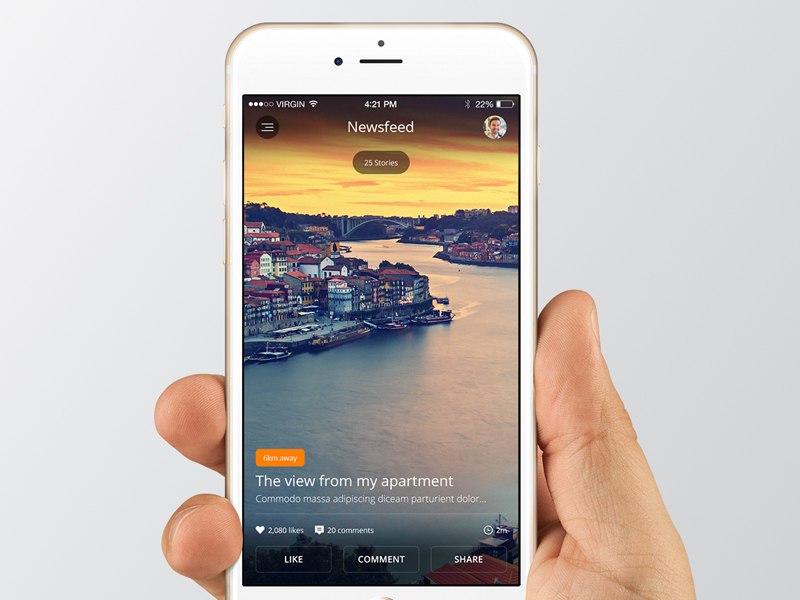 VIRGIN 4:21 PM 22%
Newsfeed
25 Stories
6km away
The view from my apartment
Commodo massa adipiscing diceam parturient dolor...
2,080 likes 20 comments 2m
LIKE COMMENT SHARE